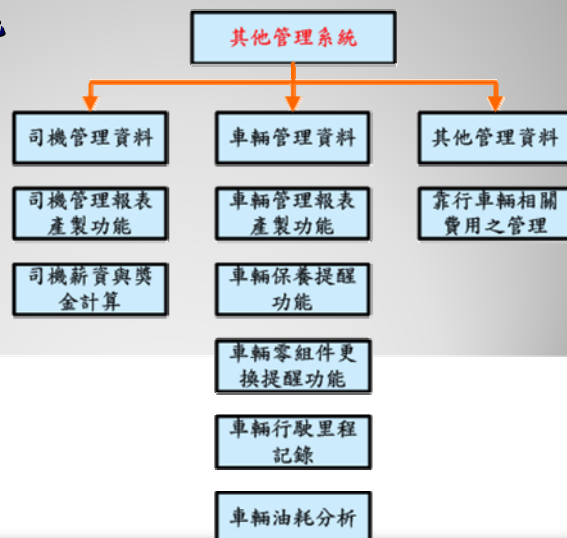 其他管理系統
司機管理資料
車輛管理資料
其他管理資料
司機管理報表
產製功能
車輛管理報表
產製功能
靠行車輛相關
費用之管理
司機薪資與獎
金計算
車輛保養提醒
功能
車輛零組件更
換提醒功能
車輛行駛里程
記錄
車輛油耗分析